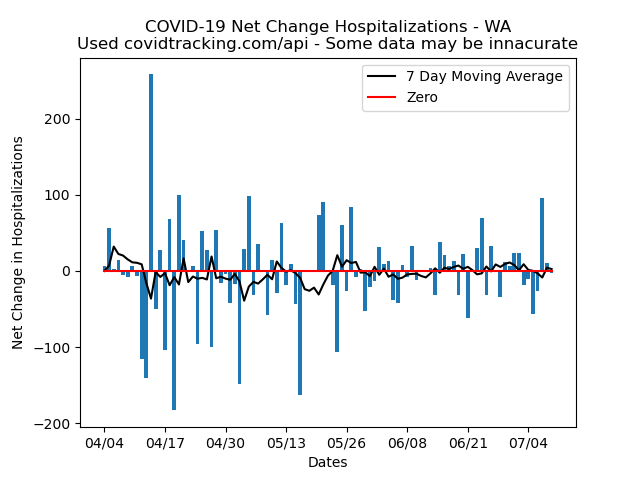 COVID-19 Net Change Hospitalizations - WA
Used covidtracking.com/api - Some data may be innacurate
7 Day Moving Average
Zero
Net Change in Hospitalizations
200
100
0
−100
−200
04/04 04/17 04/30 05/13 05/26 06/08 06/21 07/04
Dates